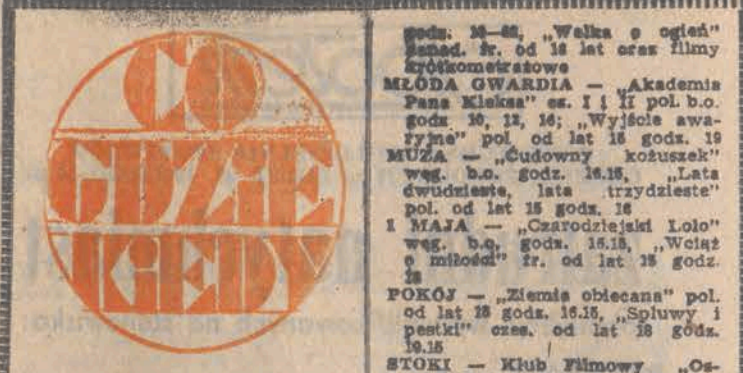 CO
GDZIE
KIEDY
godz. „Walka o ogień”
kanad. fr. od 18 lat oraz filmy
krótkometrażowe
MŁODA GWARDIA — „Akademia
Pana Kleksa” cz. I i II pol. b.o.
godz. 10, 12, 16; „Wyjście awa-
ryjne” pol. od lat 15 godz. 19
MUZA — „Cudowny kożuszek”
węg. b.o. godz. 16.15, „Lata
dwudzieste, lata trzydzieste”
pol. od lat 15 godz. 18
1 MAJA — „Czarodziejski Lolo”
węg. b.o. godz. 16.15, „Wciąż
o miłości” fr. od lat 15 godz.
18
POKÓJ — „Ziemia obiecana” pol.
od lat 18 godz. 16.15, „Spluwy i
pestki” czes. od lat 18 godz.
19.15
STOKI — Klub Filmowy „Os-